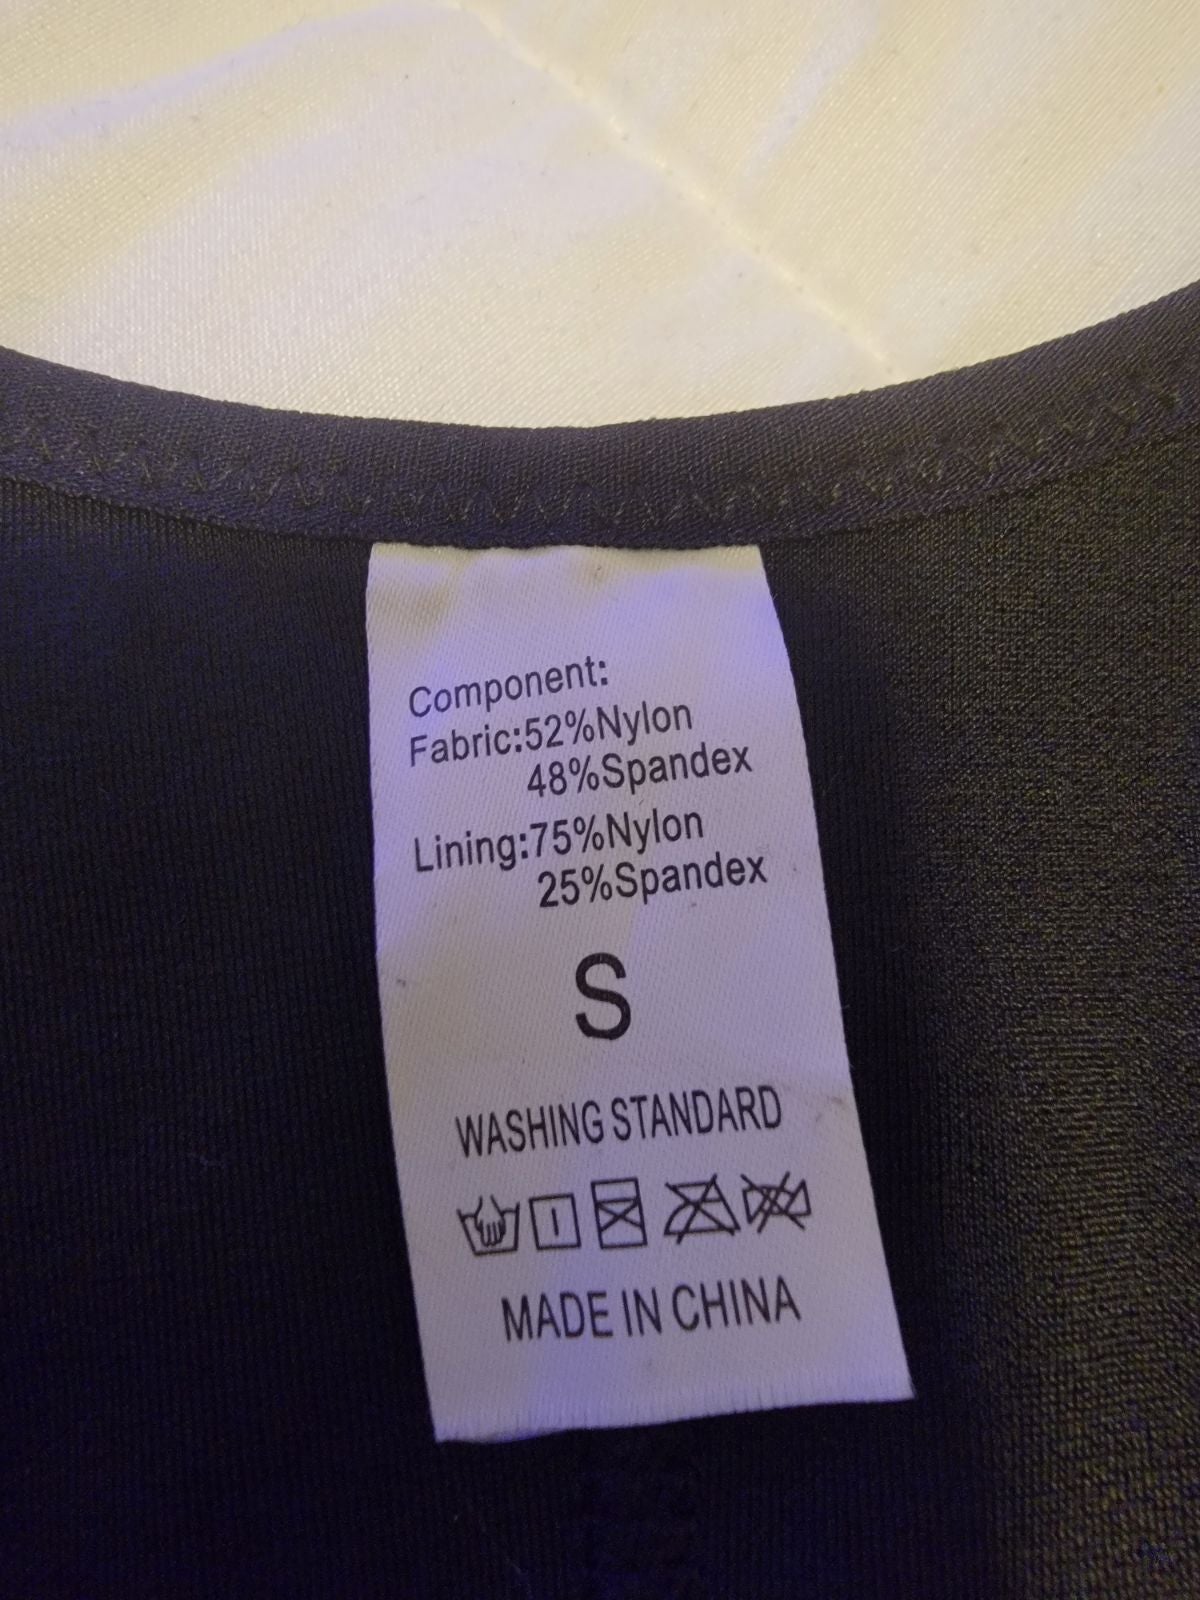 Component:
Fabric:52%Nylon
48%Spandex
Lining:75%Nylon
25%Spandex
S
WASHING STANDARD
MADE IN CHINA